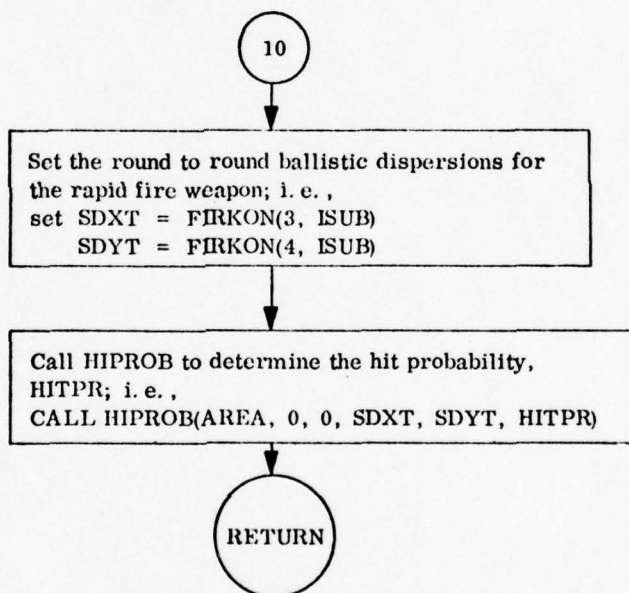 10
Set the round to round ballistic dispersions for
the rapid fire weapon; i. e.,
set SDXT = FIRKON(3, ISUB)
SDYT = FIRKON(4, ISUB)
Call HIPROB to determine the hit probability,
HITPR; i. e.,
CALL HIPROB(AREA, 0, 0, SDXT, SDYT, HITPR)
RETURN